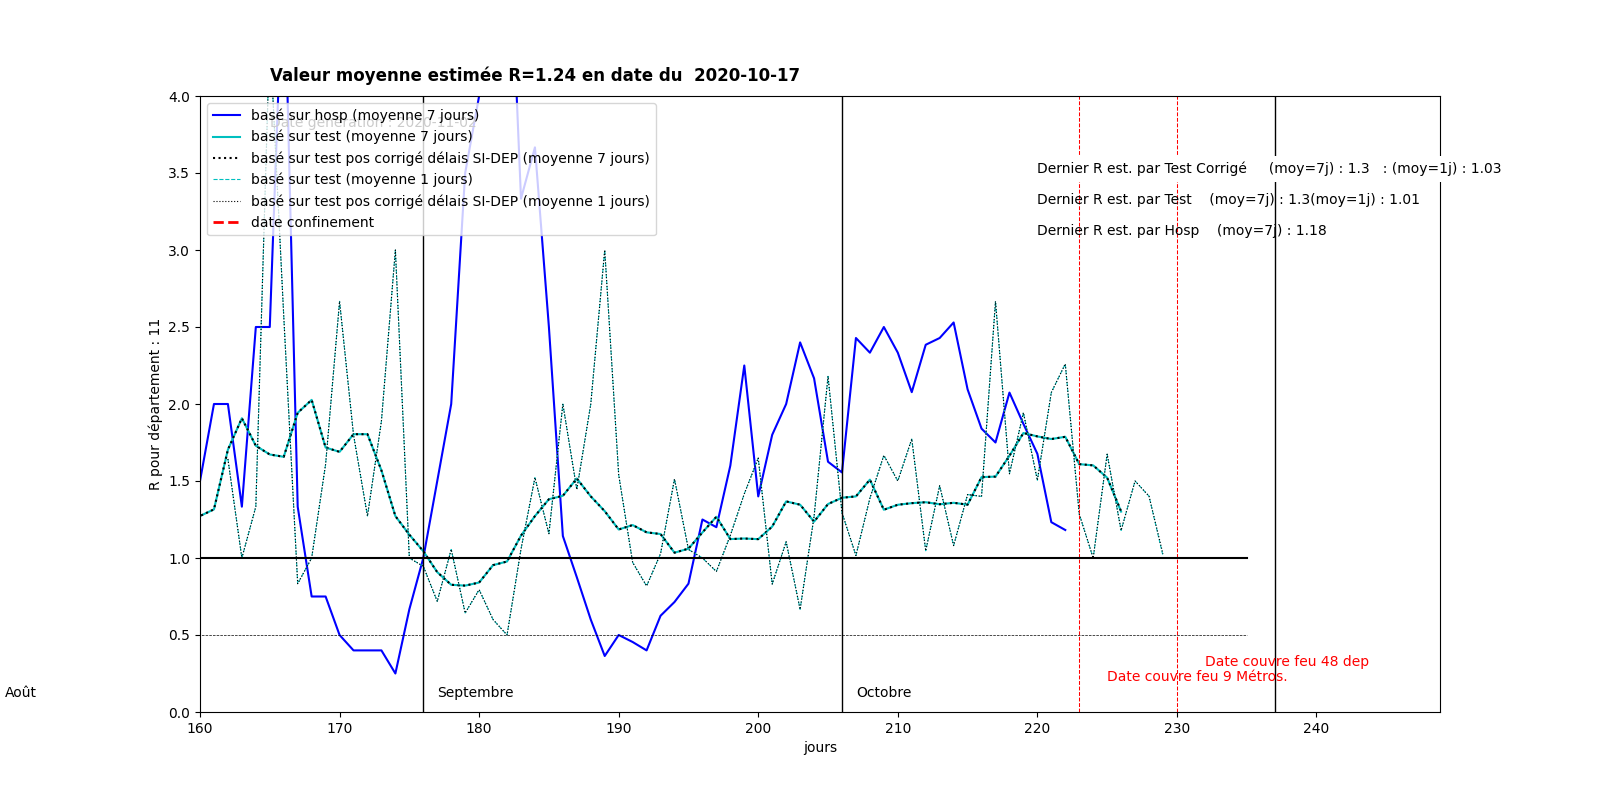 Valeur moyenne estimée R=1.24 en date du  2020-10-17
Date génération : 2020-11-02
basé sur hosp (moyenne 7 jours)
basé sur test (moyenne 7 jours)
basé sur test pos corrigé délais SI-DEP (moyenne 7 jours)
basé sur test (moyenne 1 jours)
basé sur test pos corrigé délais SI-DEP (moyenne 1 jours)
date confinement
Dernier R est. par Test Corrigé     (moy=7j) : 1.3   : (moy=1j) : 1.03
Dernier R est. par Test    (moy=7j) : 1.3(moy=1j) : 1.01
Dernier R est. par Hosp    (moy=7j) : 1.18
4.0
3.5
3.0
2.5
2.0
1.5
1.0
0.5
0.0
R pour département : 11
Date couvre feu 48 dep
Date couvre feu 9 Métros.
Août
Septembre
Octobre
160 170 180 190 200 210 220 230 240
jours